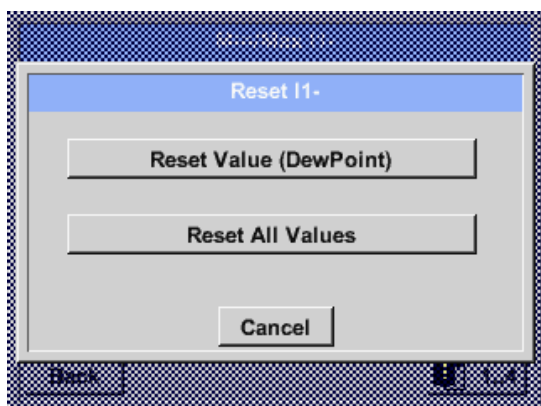 Reset I1-
Reset Value (DewPoint)
Reset All Values
Cancel
Back
1..4